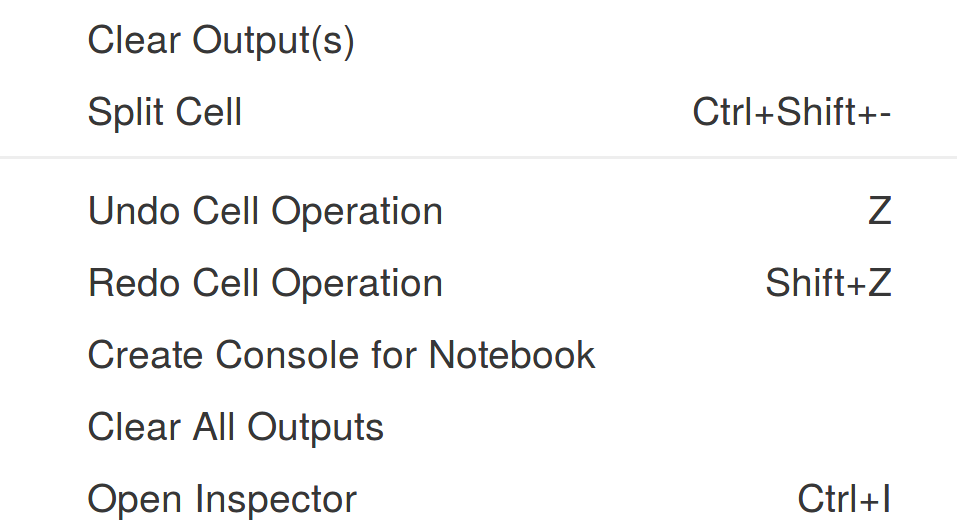 Clear Output(s)
Split Cell Ctrl+Shift+-
Undo Cell Operation Z
Redo Cell Operation Shift+Z
Create Console for Notebook
Clear All Outputs
Open Inspector Ctrl+I